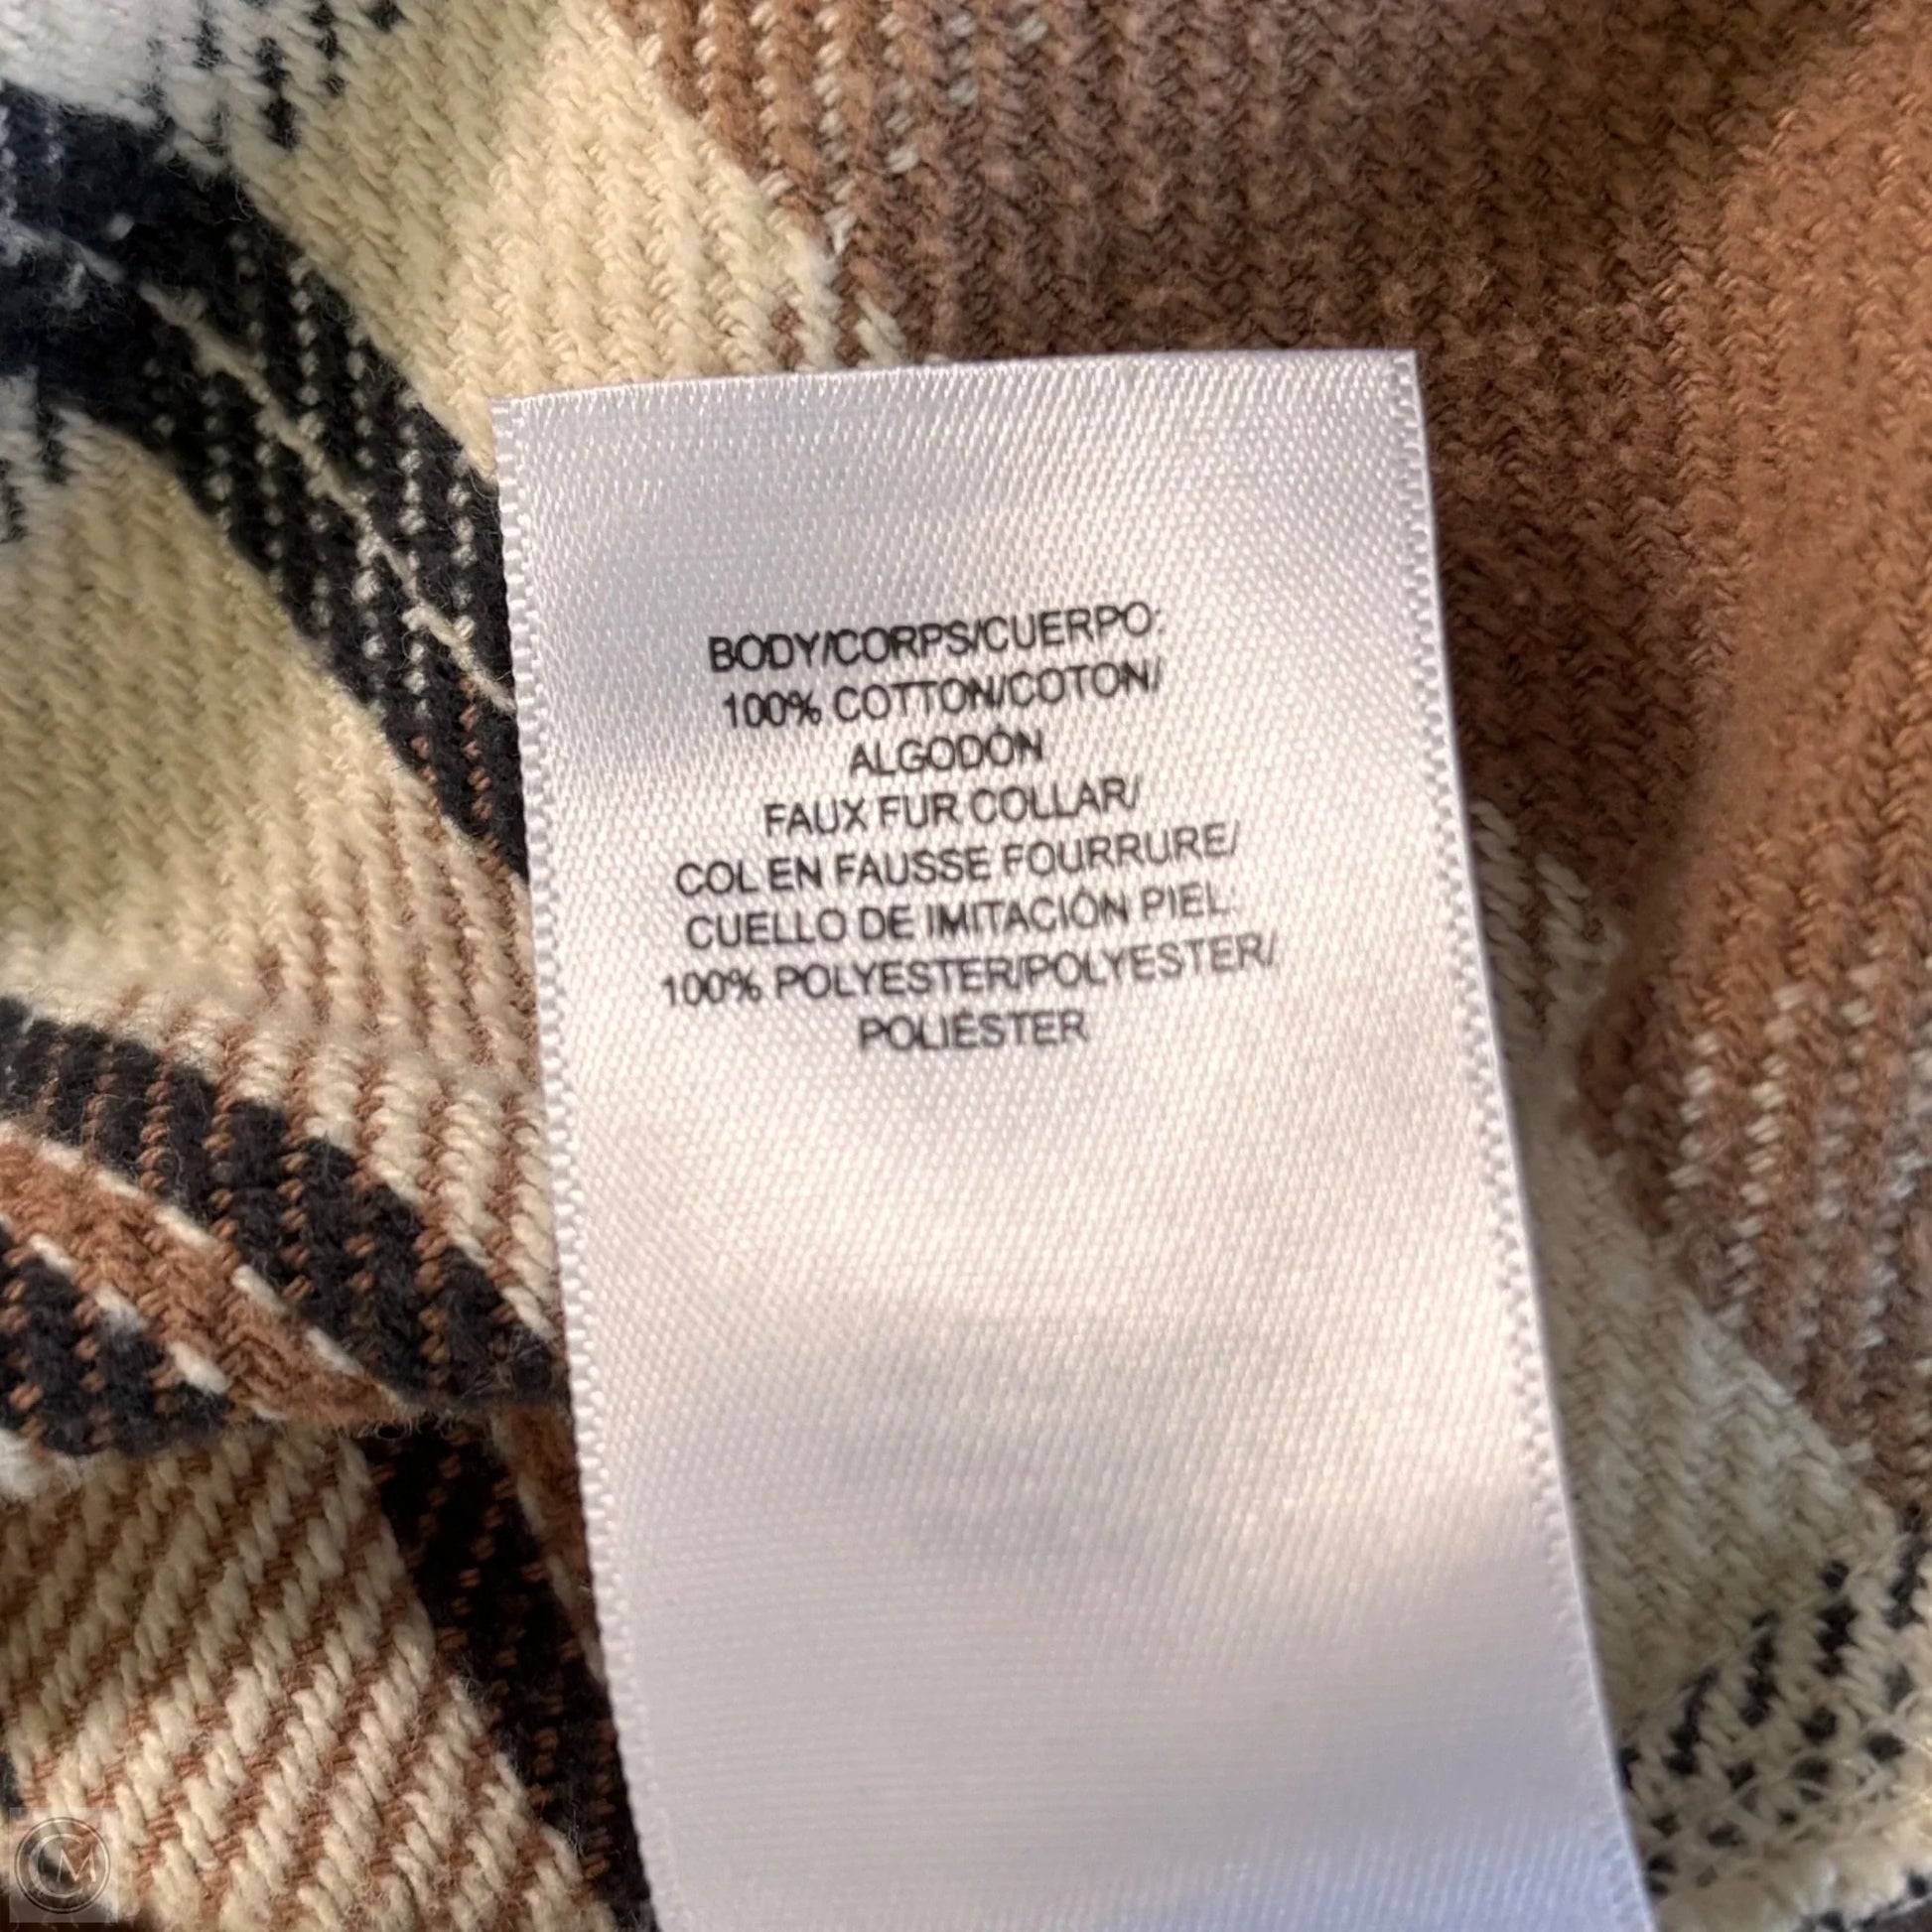 BODY/CORPS/CUERPO:
100% COTTON/COTON/
ALGODÓN
FAUX FUR COLLAR/
COL EN FAUSSE FOURRURE/
CUELLO DE IMITACIÓN PIEL:
100% POLYESTER/POLYESTER/
POLIÉSTER
CM